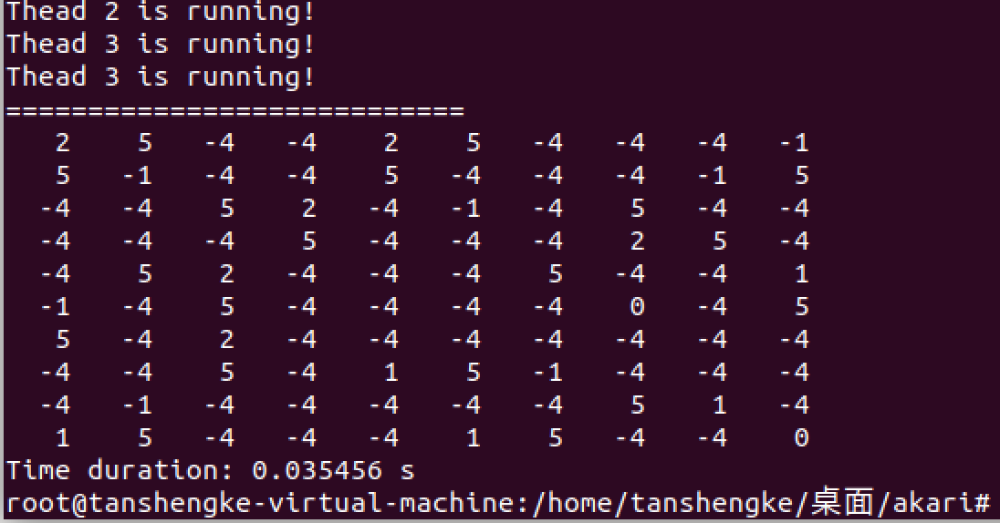 Thead 2 is running!
Thead 3 is running!
Thead 3 is running!
============================
2 5 -4 -4 2 5 -4 -4 -4 -1
5 -1 -4 -4 5 -4 -4 -4 -1 5
-4 -4 5 2 -4 -1 -4 5 -4 -4
-4 -4 -4 5 -4 -4 -4 2 5 -4
-4 5 2 -4 -4 -4 5 -4 -4 1
-1 -4 5 -4 -4 -4 -4 0 -4 5
5 -4 2 -4 -4 -4 -4 -4 -4 -4
-4 -4 5 -4 1 5 -1 -4 -4 -4
-4 -1 -4 -4 -4 -4 -4 5 1 -4
1 5 -4 -4 -4 1 5 -4 -4 0
Time duration: 0.035456 s
root@tanshengke-virtual-machine:/home/tanshengke/桌面/akari#